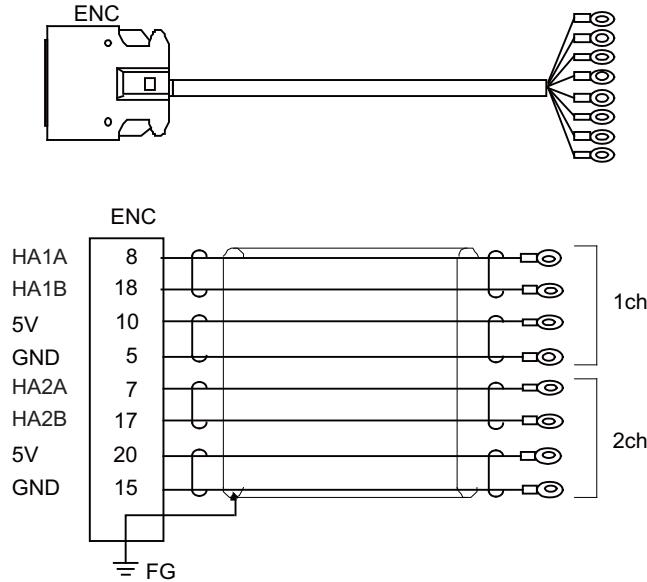 ENC
ENC
HA1A 8
HA1B 18
5V 10
GND 5
1ch
HA2A 7
HA2B 17
5V 20
GND 15
2ch
FG